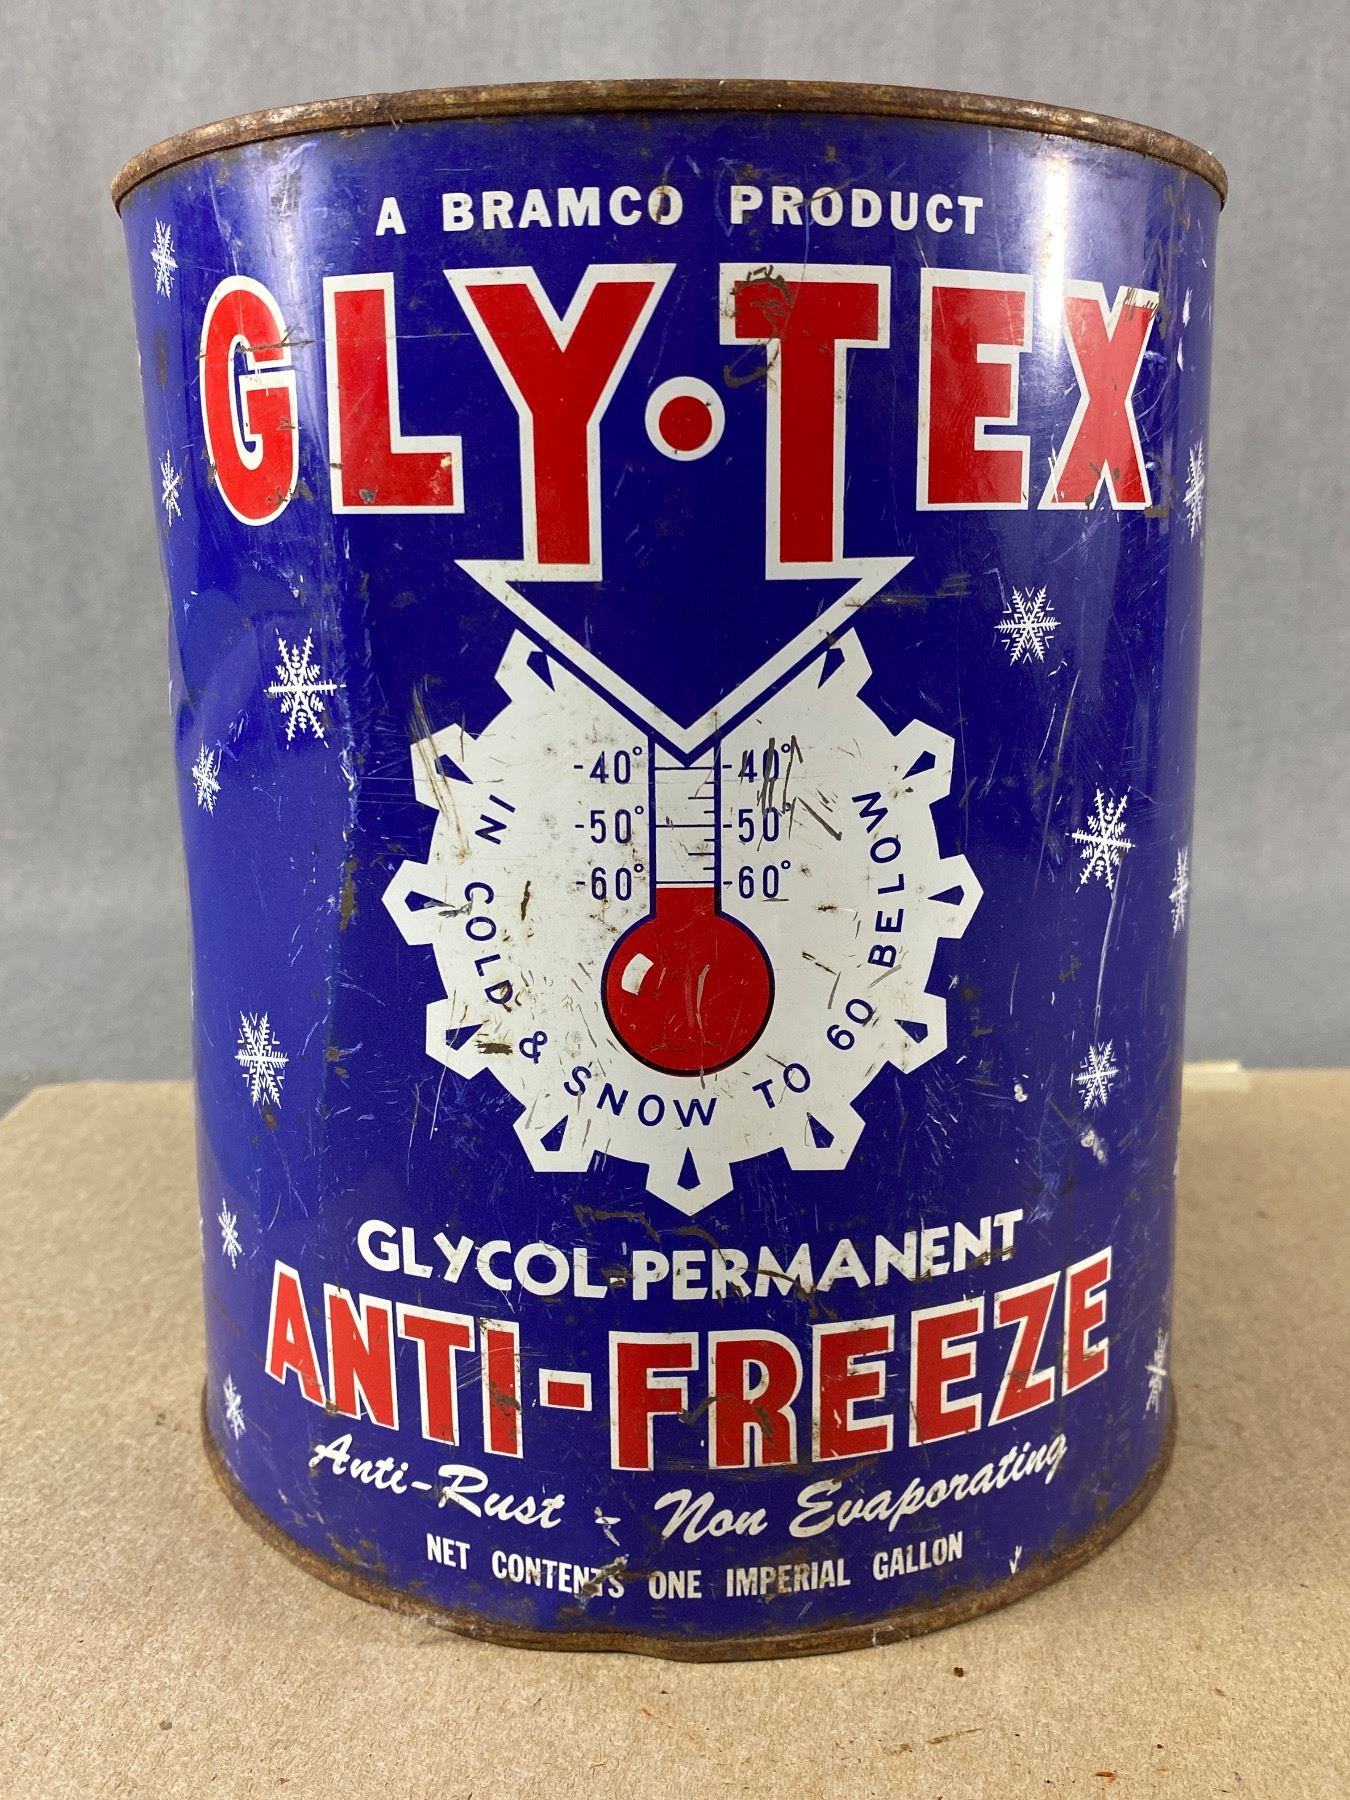 A BRAMCO PRODUCT
GLY·TEX
-40° -40°
-50° -50°
-60° -60°
IN COLD & SNOW TO 60 BELOW
GLYCOL-PERMANENT
ANTI-FREEZE
Anti-Rust - Non Evaporating
NET CONTENTS ONE IMPERIAL GALLON